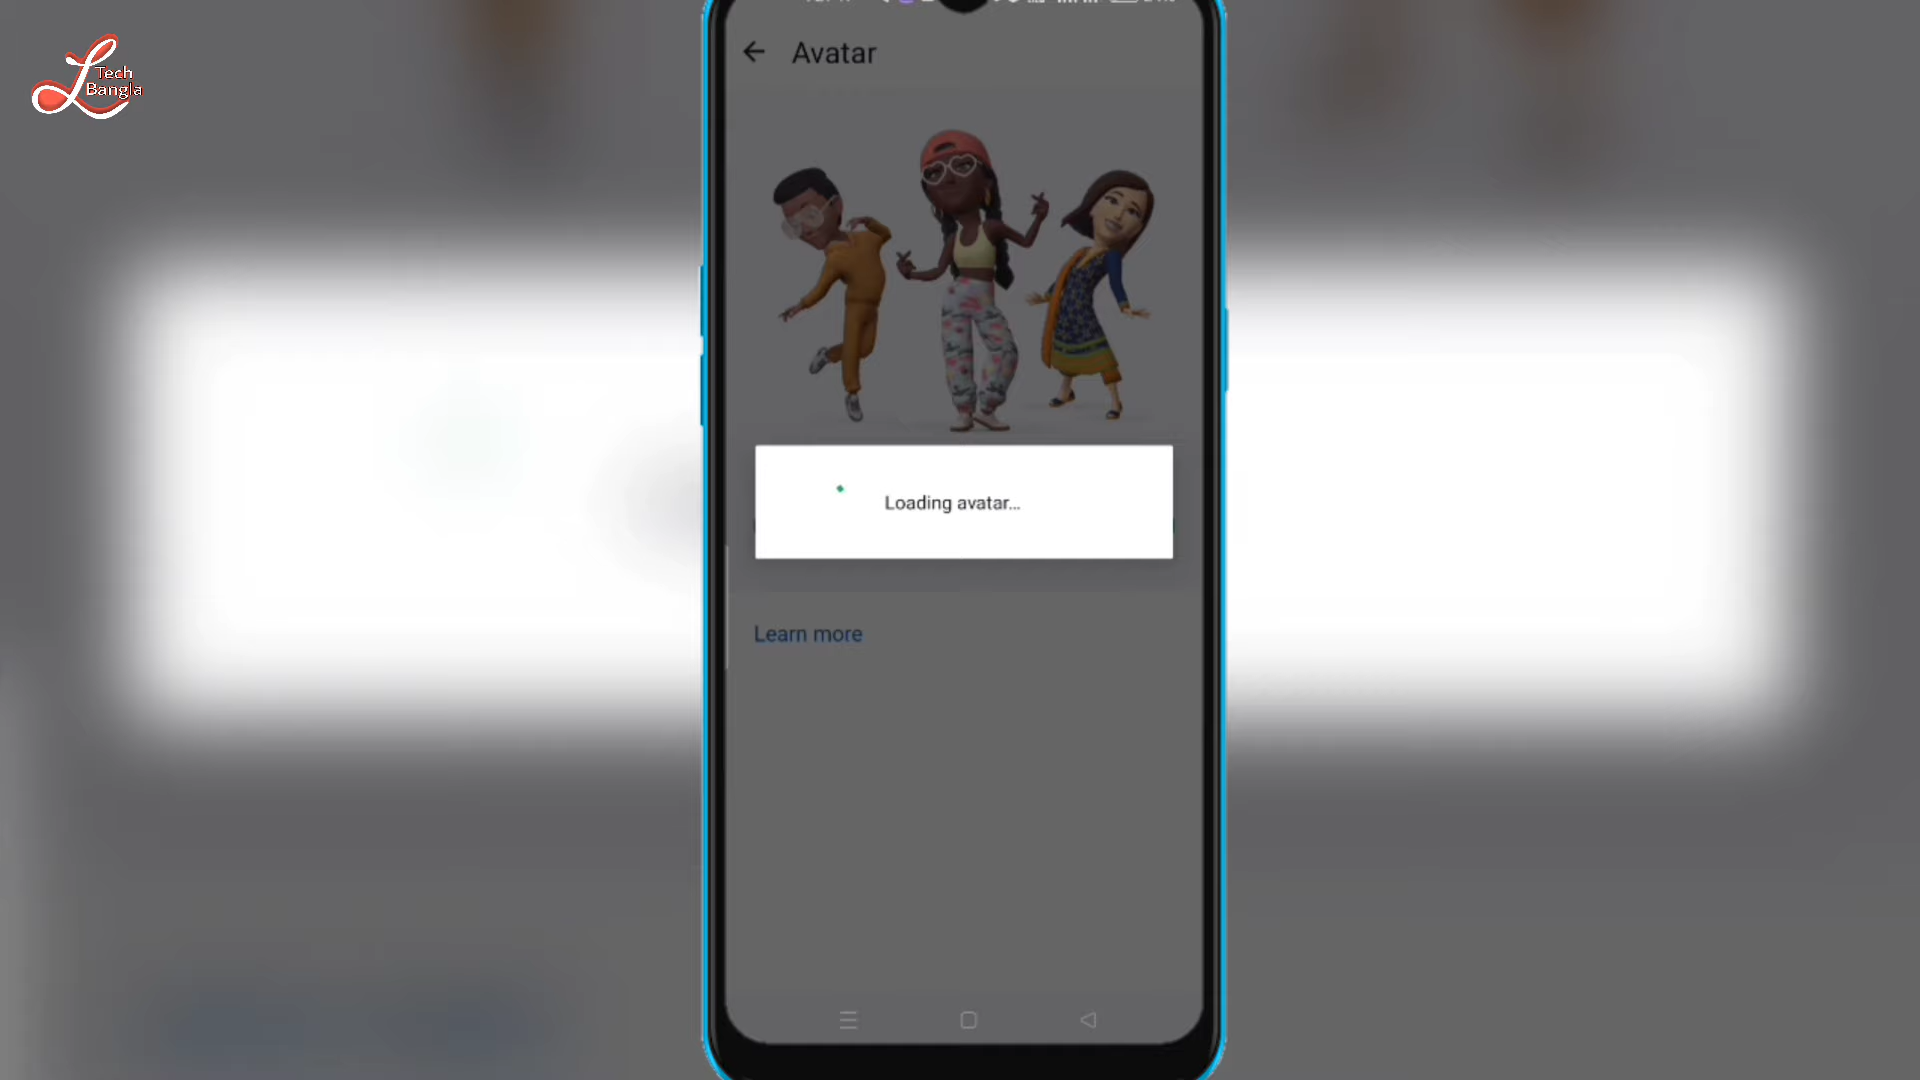 Tech
Bangla
Avatar
Loading avatar...
Learn more